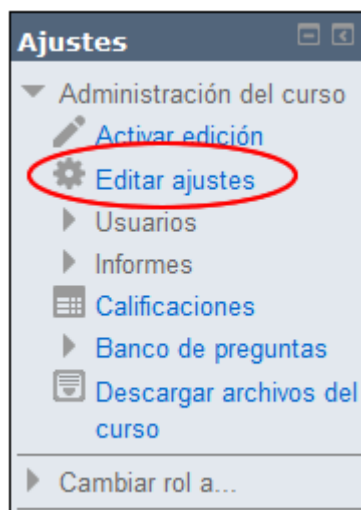 Ajustes
Administración del curso
Activar edición
Editar ajustes
Usuarios
Informes
Calificaciones
Banco de preguntas
Descargar archivos del
curso
Cambiar rol a...